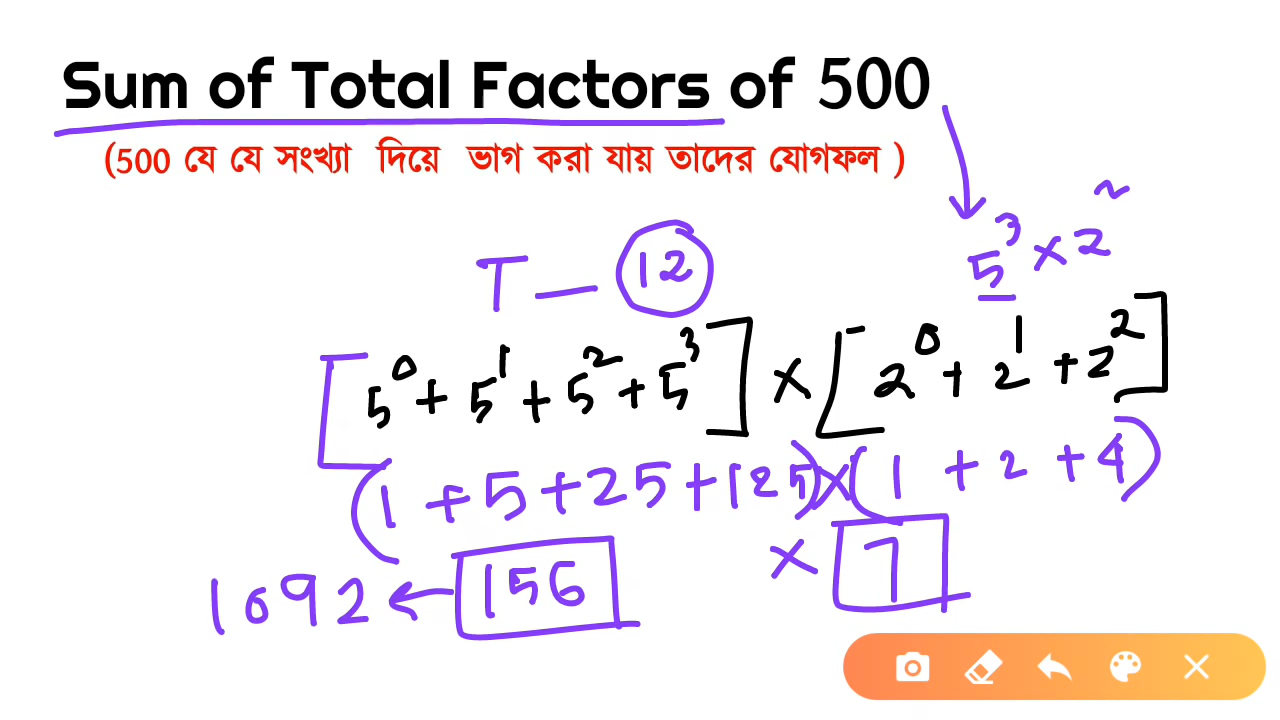 Sum of Total Factors of 500
(500 যে যে সংখ্যা দিয়ে ভাগ করা যায় তাদের যোগফল )
5³ × 2²
T — 12
[5⁰ + 5¹ + 5² + 5³] × [2⁰ + 2¹ + 2²]
(1 + 5 + 25 + 125) × (1 + 2 + 4)
1092 ← 156 × 7